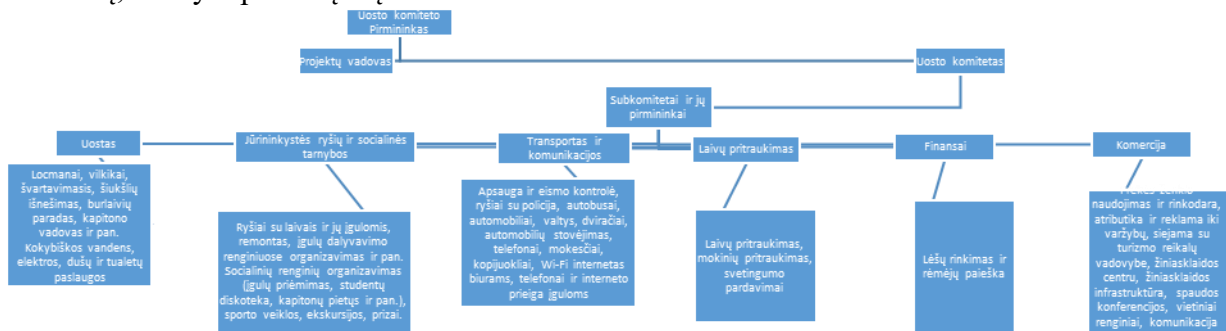 Uosto komiteto
Pirmininkas
Projektų vadovas
Uosto komitetas
Subkomitetai ir jų
pirmininkai
Uostas
Jūrininkystės ryšių ir socialinės
tarnybos
Transportas ir
komunikacijos
Laivų pritraukimas
Finansai
Komercija
Locmanai, vilkikai,
švartavimasis, šiukšlių
išnešimas, burlaivių
paradas, kapitono
vadovas ir pan.
Kokybiškos vandens,
elektros, dušų ir tualetų
paslaugos
Ryšiai su laivais ir jų įgulomis,
remontas, įgulų dalyvavimo
renginiuose organizavimas ir pan.
Socialinių renginių organizavimas
(įgulų priėmimas, studentų
diskoteka, kapitonų pietųs ir pan.),
sporto veiklos, ekskursijos, prizai.
Apsauga ir eismo kontrolė,
ryšiai su policija, autobusai,
automobiliai, valtys, dviračiai,
automobilių stovėjimas,
telefonai, mokesčiai,
kopijuokliai, Wi-Fi internetas
biurams, telefonai ir interneto
prieiga įguloms
Laivų pritraukimas,
mokinių pritraukimas,
svetingumo
pardavimai
Lėšų rinkimas ir
rėmėjų paieška
naudojimas ir rinkodara,
atributika ir reklama iki
varžybų, siejama su
turizmo reikalų
vadovybe, žiniasklaidos
centru, žiniasklaidos
infrastruktūra, spaudos
konferencijos, vietiniai
renginiai, komunikacija